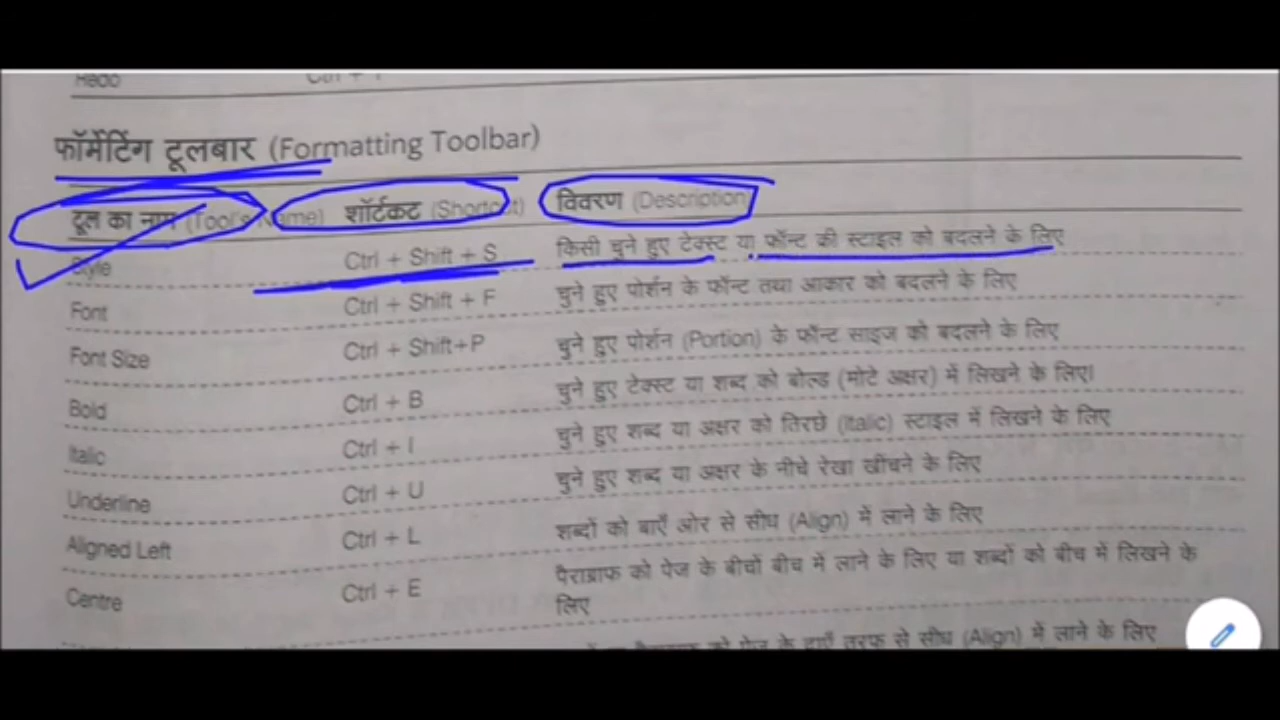 Redo Ctrl + Y
फॉर्मेटिंग टूलबार (Formatting Toolbar)
टूल का नाम (Tool's Name) शॉर्टकट (Shortcut) विवरण (Description)
Style Ctrl + Shift + S किसी चुने हुए टेक्स्ट या फॉन्ट की स्टाइल को बदलने के लिए
Font Ctrl + Shift + F चुने हुए पोर्शन के फॉन्ट तथा आकार को बदलने के लिए
Font Size Ctrl + Shift+P चुने हुए पोर्शन (Portion) के फॉन्ट साइज को बदलने के लिए
Bold Ctrl + B चुने हुए टेक्स्ट या शब्द को बोल्ड (मोटे अक्षर) में लिखने के लिए।
Italic Ctrl + I चुने हुए शब्द या अक्षर को तिरछे (Italic) स्टाइल में लिखने के लिए
Underline Ctrl + U चुने हुए शब्द या अक्षर के नीचे रेखा खींचने के लिए
Aligned Left Ctrl + L शब्दों को बाएँ ओर से सीध (Align) में लाने के लिए
Centre Ctrl + E पैराग्राफ को पेज के बीचों बीच में लाने के लिए या शब्दों को बीच में लिखने के
लिए
पैराग्राफ को पेज के दाएँ तरफ से सीध (Align) में लाने के लिए